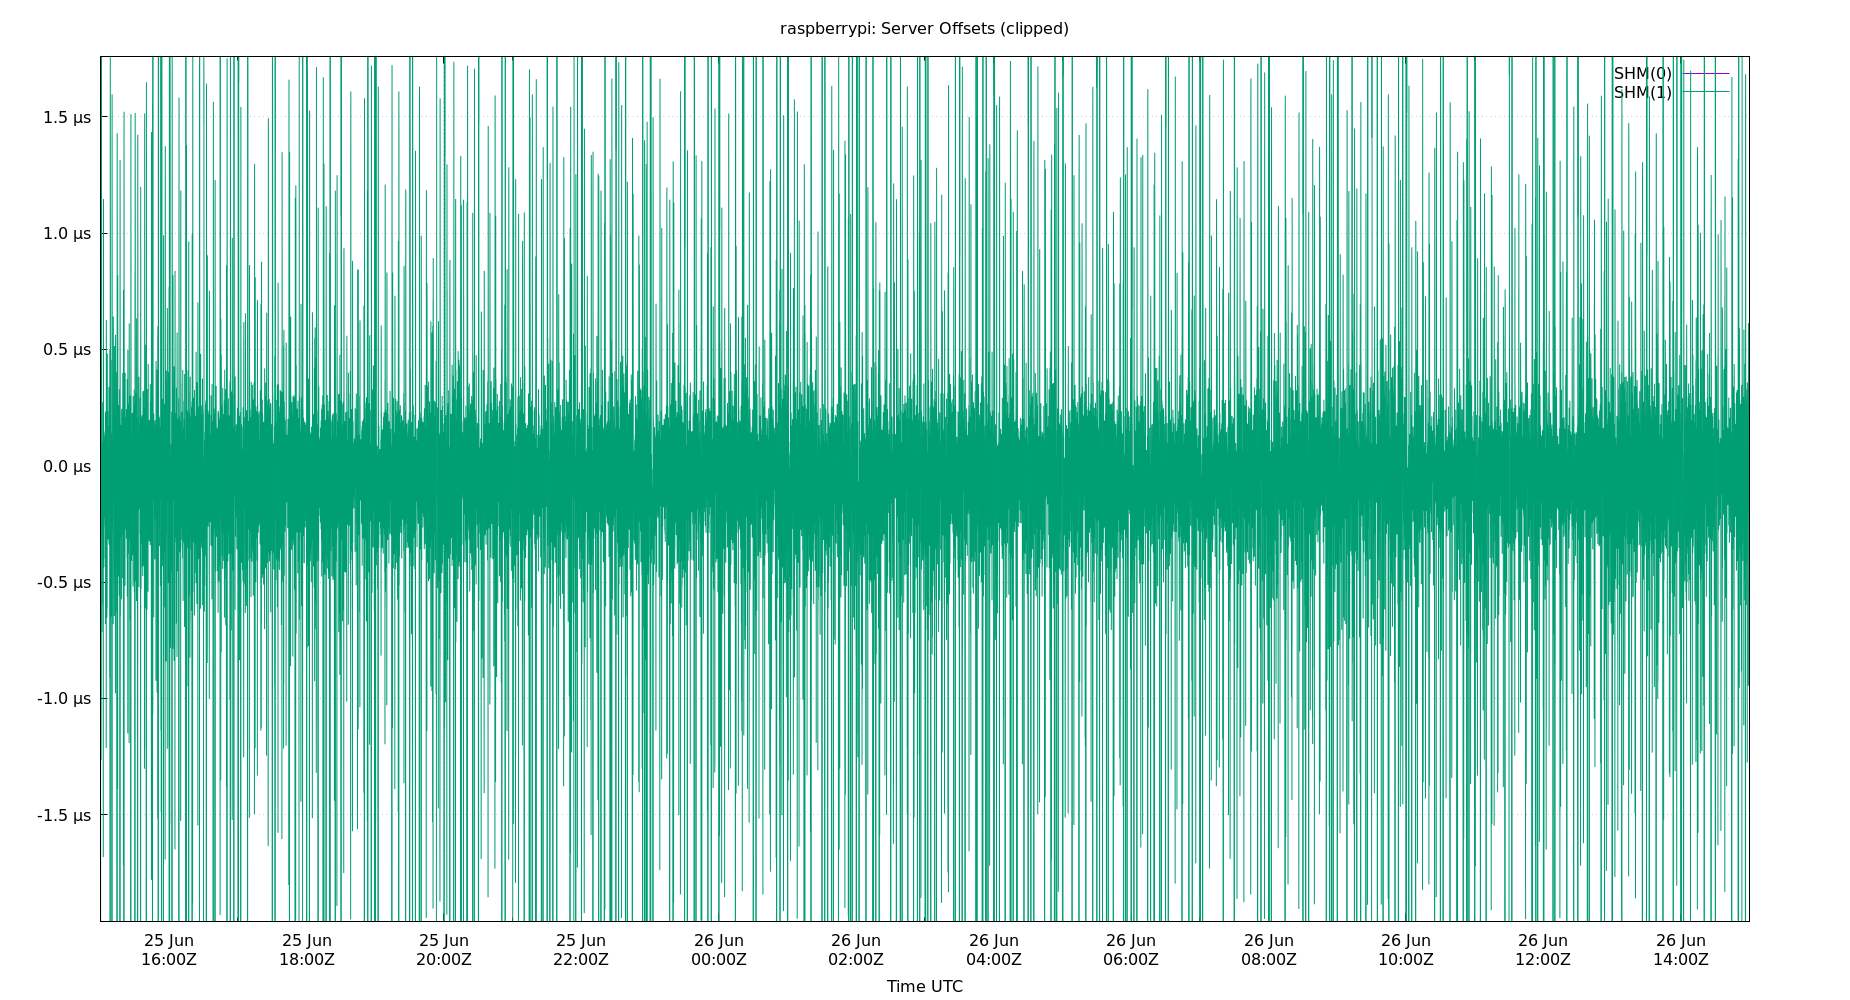 raspberrypi: Server Offsets (clipped)
SHM(0)
SHM(1)
1.5 µs
1.0 µs
0.5 µs
0.0 µs
-0.5 µs
-1.0 µs
-1.5 µs
25 Jun 25 Jun 25 Jun 25 Jun 26 Jun 26 Jun 26 Jun 26 Jun 26 Jun 26 Jun 26 Jun 26 Jun
16:00Z 18:00Z 20:00Z 22:00Z 00:00Z 02:00Z 04:00Z 06:00Z 08:00Z 10:00Z 12:00Z 14:00Z
Time UTC